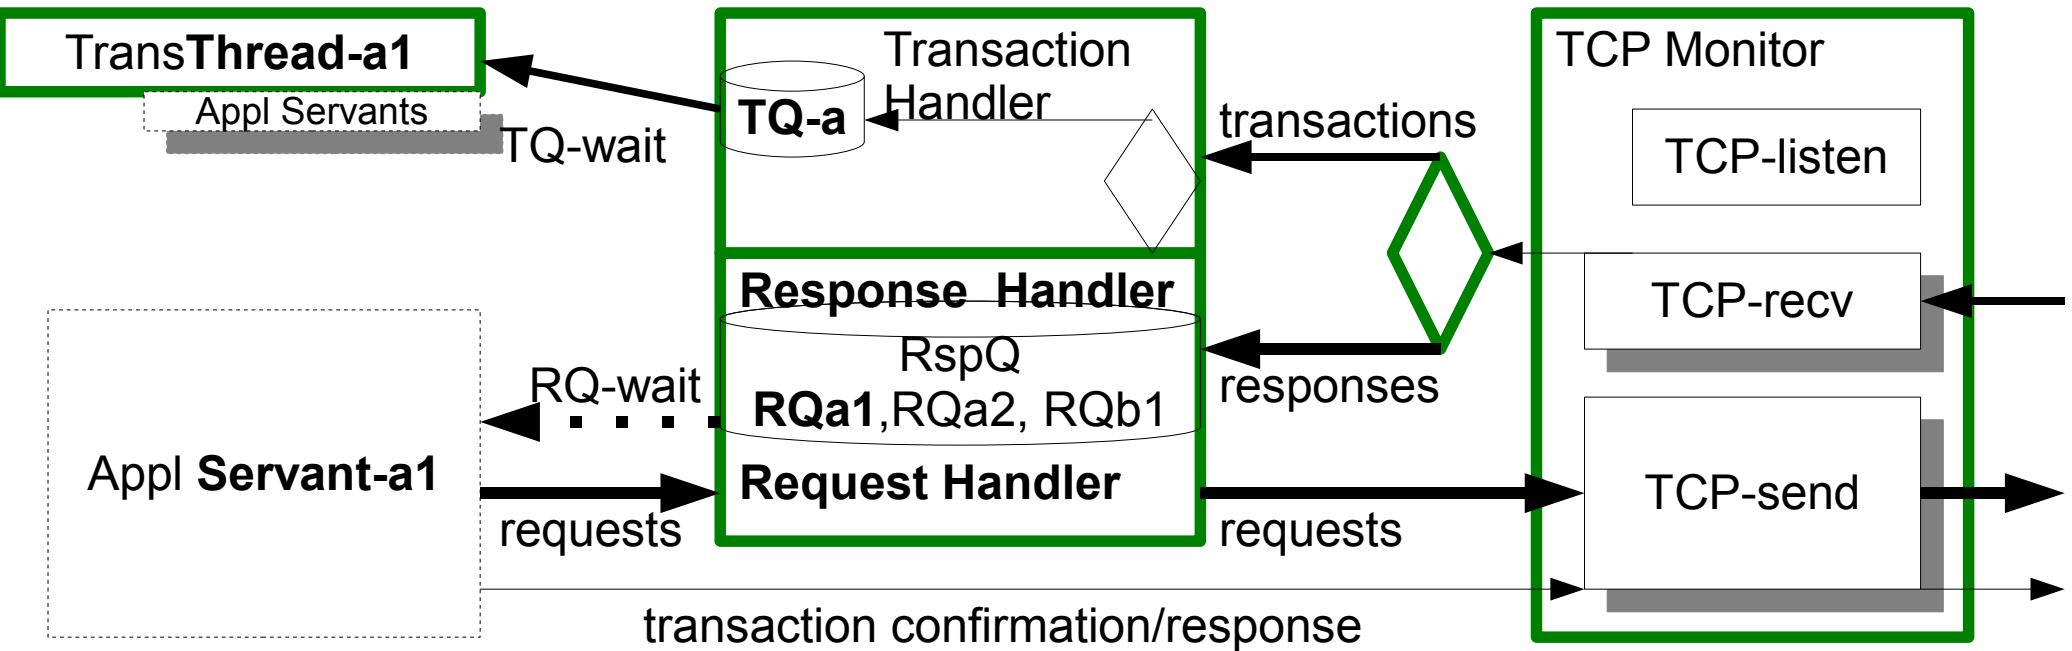 TransThread-a1
Appl Servants
TQ-wait
Transaction
Handler
TQ-a
transactions
TCP Monitor
TCP-listen
TCP-recv
TCP-send
Response Handler
RspQ
RQa1,RQa2, RQb1
Request Handler
responses
RQ-wait
Appl Servant-a1
requests
requests
transaction confirmation/response